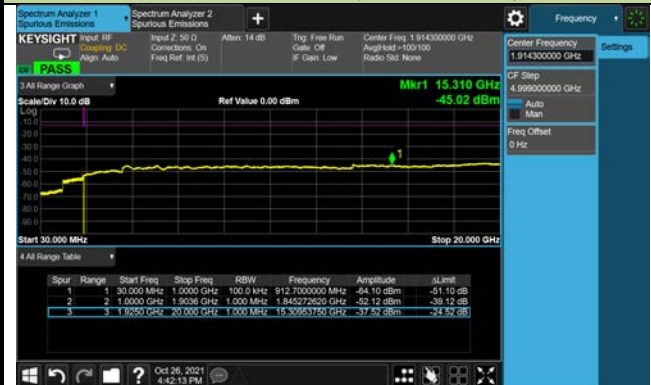 Spectrum Analyzer 1
Spurious Emissions
Spectrum Analyzer 2
Spurious Emissions
+
Frequency
KEYSIGHT
Input: RF
Coupling: DC
Align: Auto
Input Z: 50 Ω
Corrections: On
Freq Ref: Int (S)
Atten: 14 dB
Trig: Free Run
Gate: Off
IF Gain: Low
Center Freq: 1.914300000 GHz
Avg|Hold:>100/100
Radio Std: None
PASS
Center Frequency
1.914300000 GHz
Settings
CF Step
4.999000000 GHz
Auto
Man
Freq Offset
0 Hz
3 All Range Graph
Mkr1 15.310 GHz
Scale/Div 10.0 dB
Ref Value 0.00 dBm
-45.02 dBm
Log
-10.0
-20.0
-30.0
-40.0
-50.0
-60.0
-70.0
-80.0
-90.0
1
Start 30.000 MHz
Stop 20.000 GHz
4 All Range Table
Spur Range Start Freq Stop Freq RBW Frequency Amplitude ΔLimit
1 1 30.000 MHz 1.0000 GHz 100.0 kHz 912.7000000 MHz -64.10 dBm -51.10 dB
2 2 1.0000 GHz 1.9036 GHz 1.000 MHz 1.845272620 GHz -52.12 dBm -39.12 dB
3 3 1.9250 GHz 20.000 GHz 1.000 MHz 15.30953750 GHz -37.52 dBm -24.52 dB
?
Oct 26, 2021
4:42:13 PM